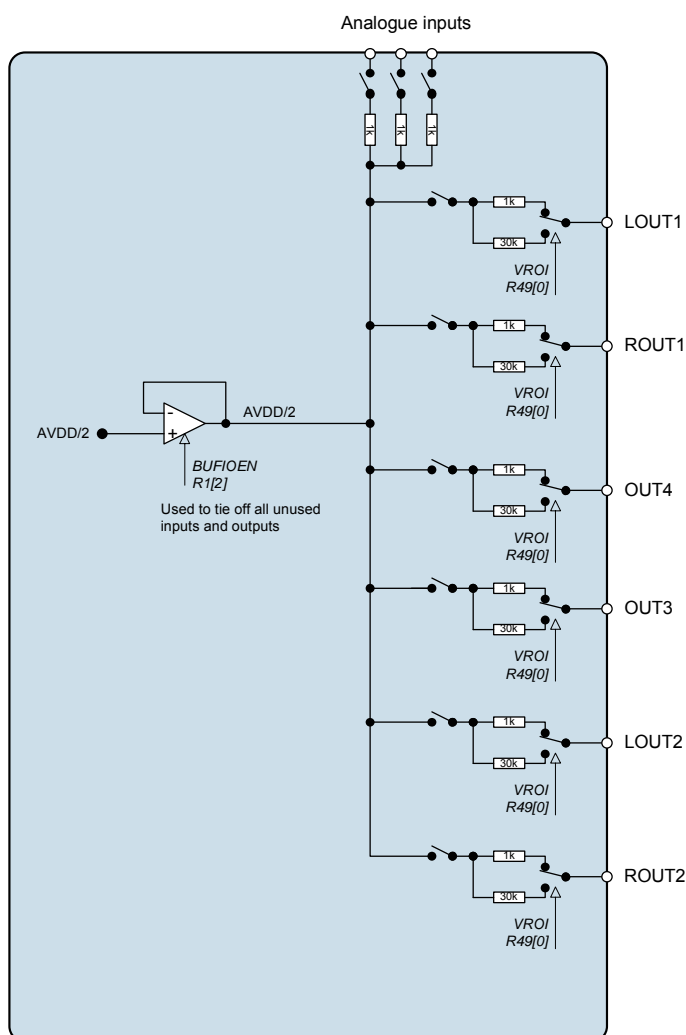 Analogue inputs
1k
1k
1k
1k
30k
LOUT1
VROI
R49[0]
1k
30k
ROUT1
VROI
R49[0]
AVDD/2
-
+
AVDD/2
BUFIOEN
R1[2]
Used to tie off all unused
inputs and outputs
1k
30k
OUT4
VROI
R49[0]
1k
30k
OUT3
VROI
R49[0]
1k
30k
LOUT2
VROI
R49[0]
1k
30k
ROUT2
VROI
R49[0]